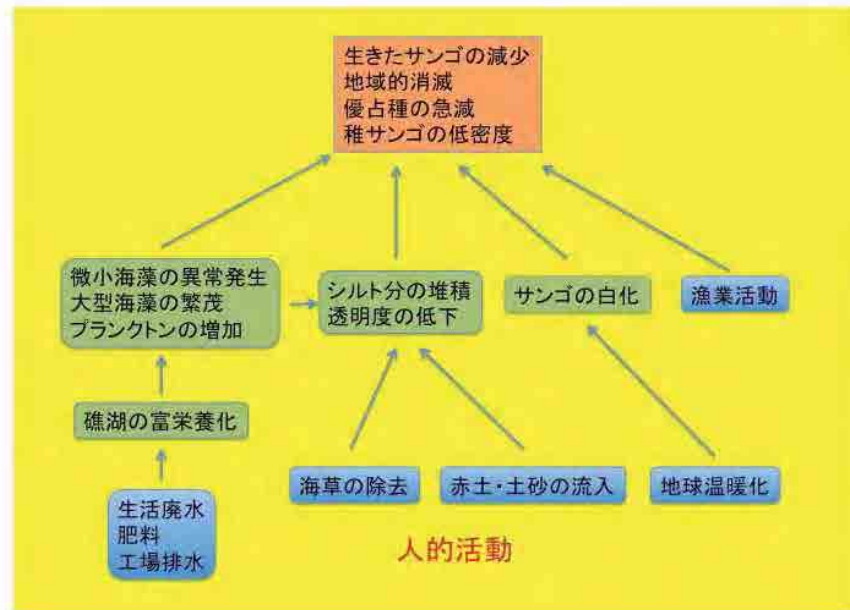 生きたサンゴの減少
地域的消滅
優占種の急減
稚サンゴの低密度
微小海藻の異常発生
大型海藻の繁茂
プランクトンの増加
シルト分の堆積
透明度の低下
サンゴの白化
漁業活動
礁湖の富栄養化
海草の除去
赤土・土砂の流入
地球温暖化
生活廃水
肥料
工場排水
人的活動